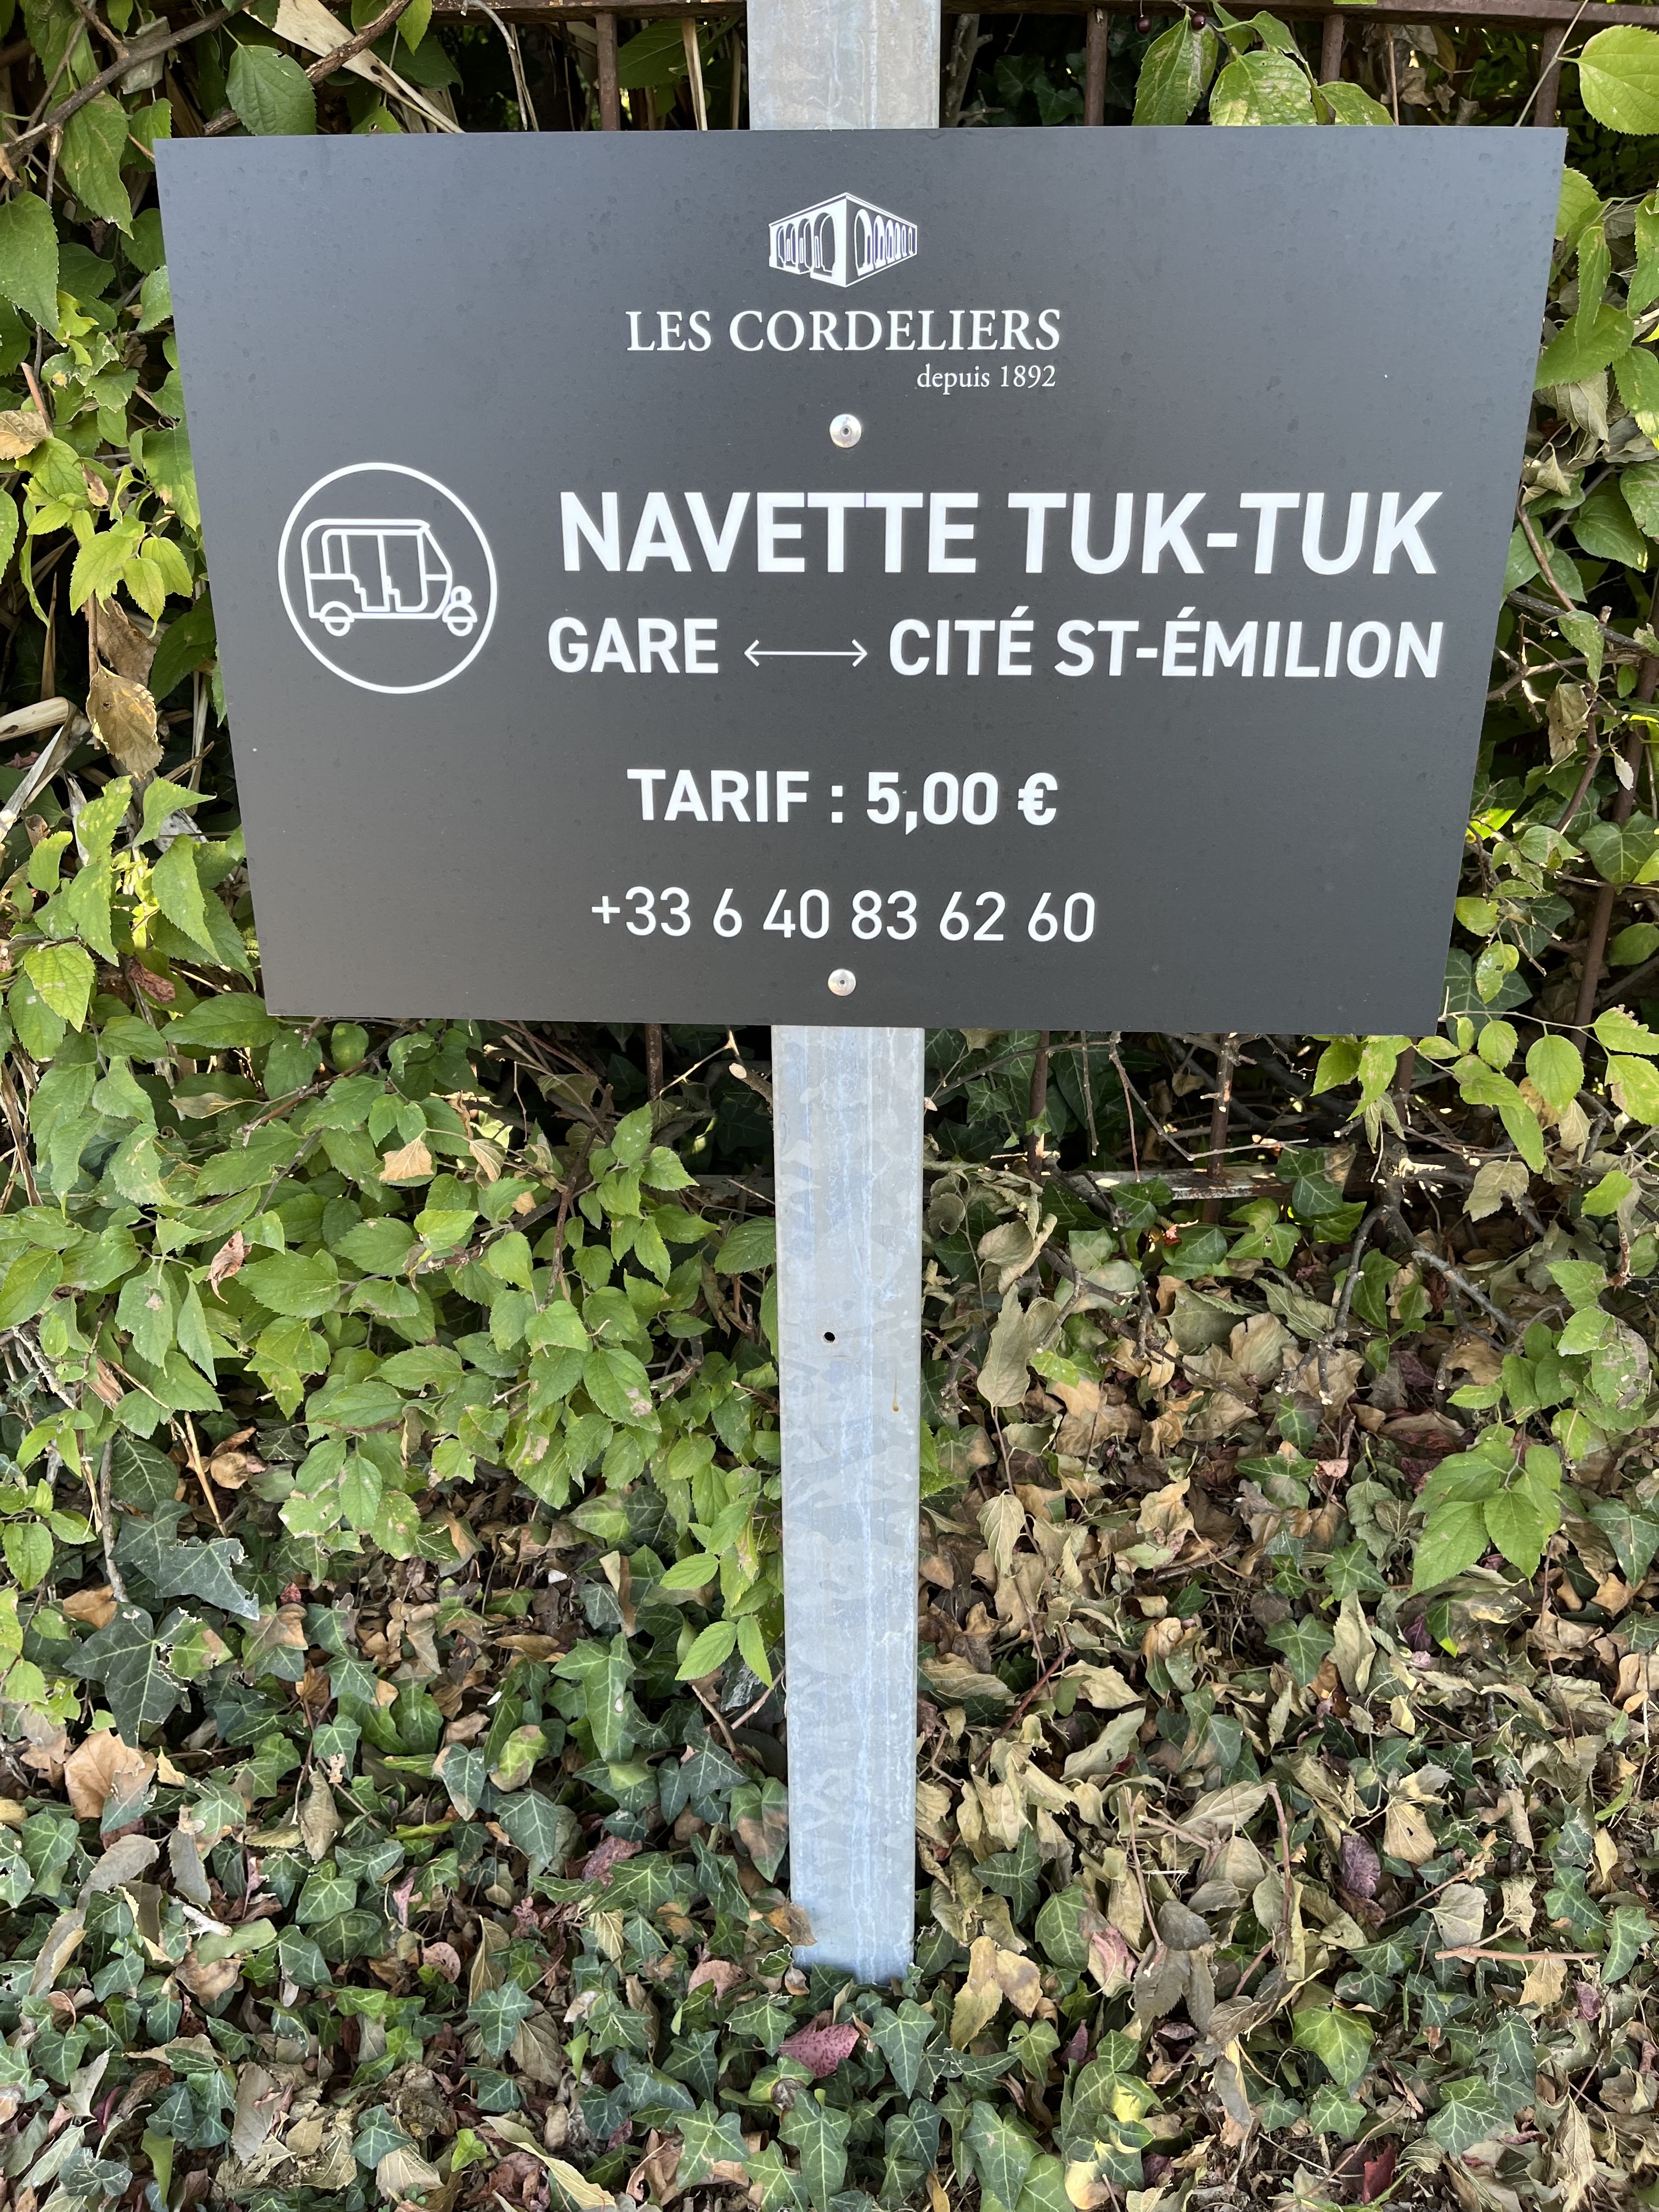 LES CORDELIERS
depuis 1892
NAVETTE TUK-TUK
GARE ⟷ CITÉ ST-ÉMILION
TARIF : 5,00 €
+33 6 40 83 62 60